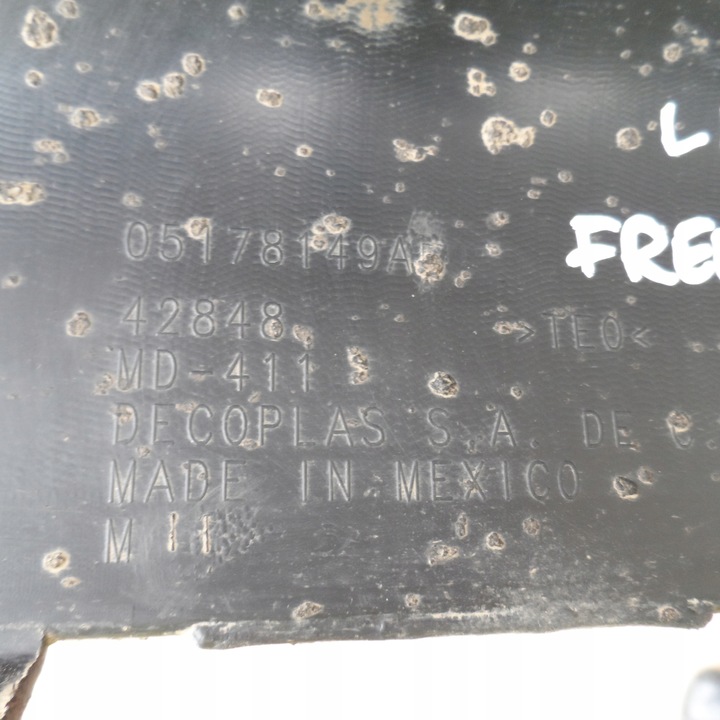 L
FRE
05178149A
42848
>TEO<
MD-411
DECOPLAS S.A. DE C.
MADE IN MEXICO
M